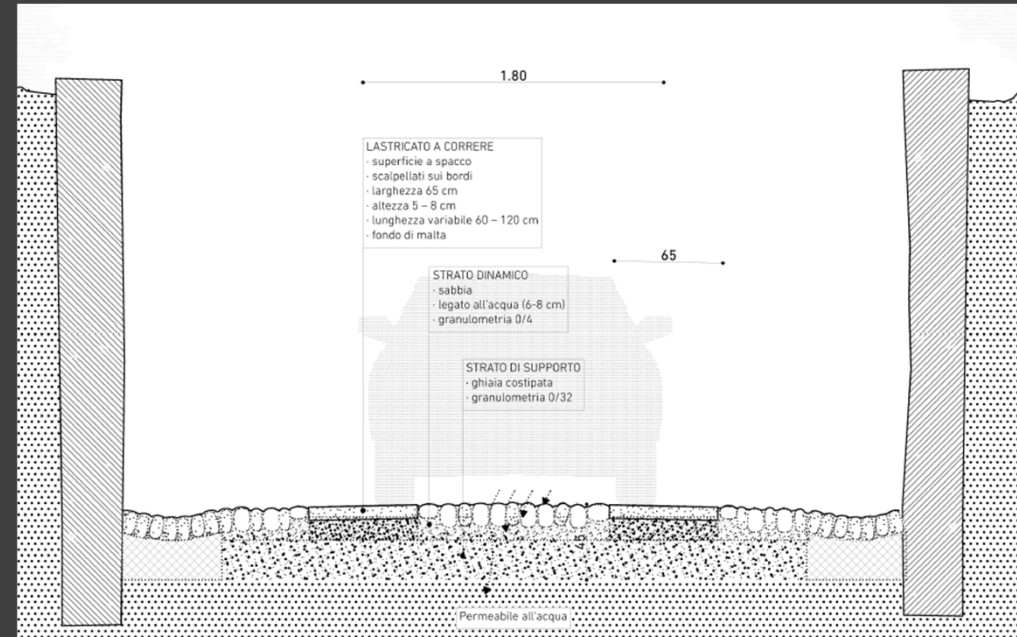 1.80
LASTRICATO A CORRERE
· superficie a spacco
· scalpellati sui bordi
· larghezza 65 cm
· altezza 5 – 8 cm
· lunghezza variabile 60 – 120 cm
· fondo di malta
65
STRATO DINAMICO
· sabbia
· legato all'acqua (6-8 cm)
· granulometria 0/4
STRATO DI SUPPORTO
· ghiaia costipata
· granulometria 0/32
Permeabile all'acqua